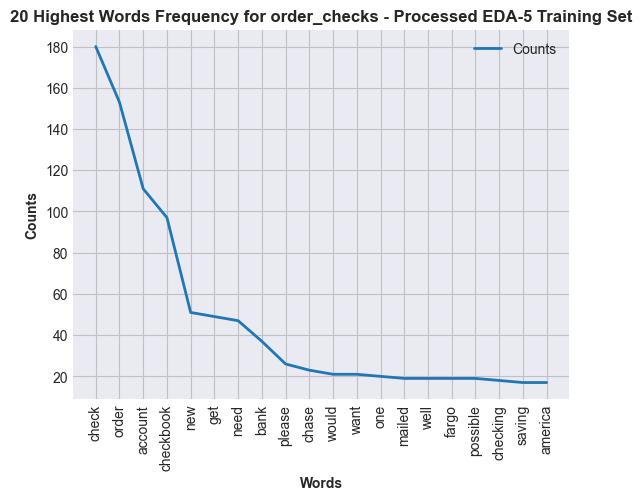 20 Highest Words Frequency for order_checks - Processed EDA-5 Training Set
Counts
180
160
140
120
100
80
60
40
20
Counts
check
order
account
checkbook
new
get
need
bank
please
chase
would
want
one
mailed
well
fargo
possible
checking
saving
america
Words